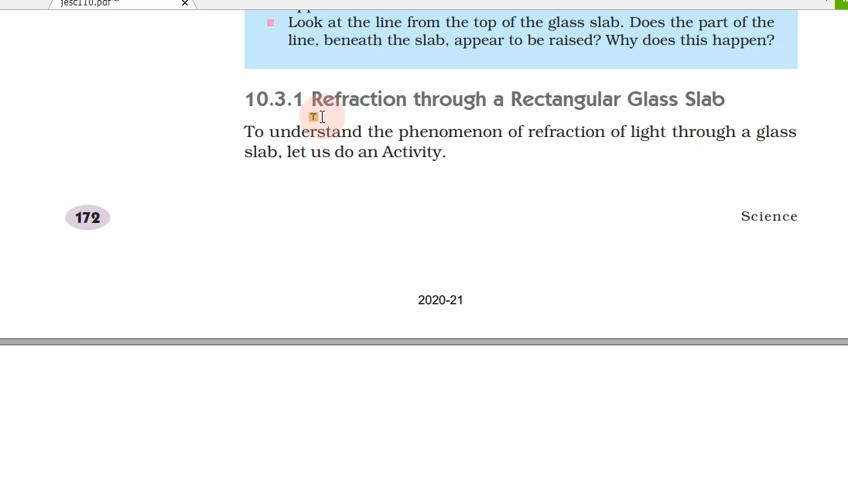 jesc110.pdf *
Look at the line from the top of the glass slab. Does the part of the
line, beneath the slab, appear to be raised? Why does this happen?
10.3.1 Refraction through a Rectangular Glass Slab
T
To understand the phenomenon of refraction of light through a glass
slab, let us do an Activity.
172
Science
2020-21